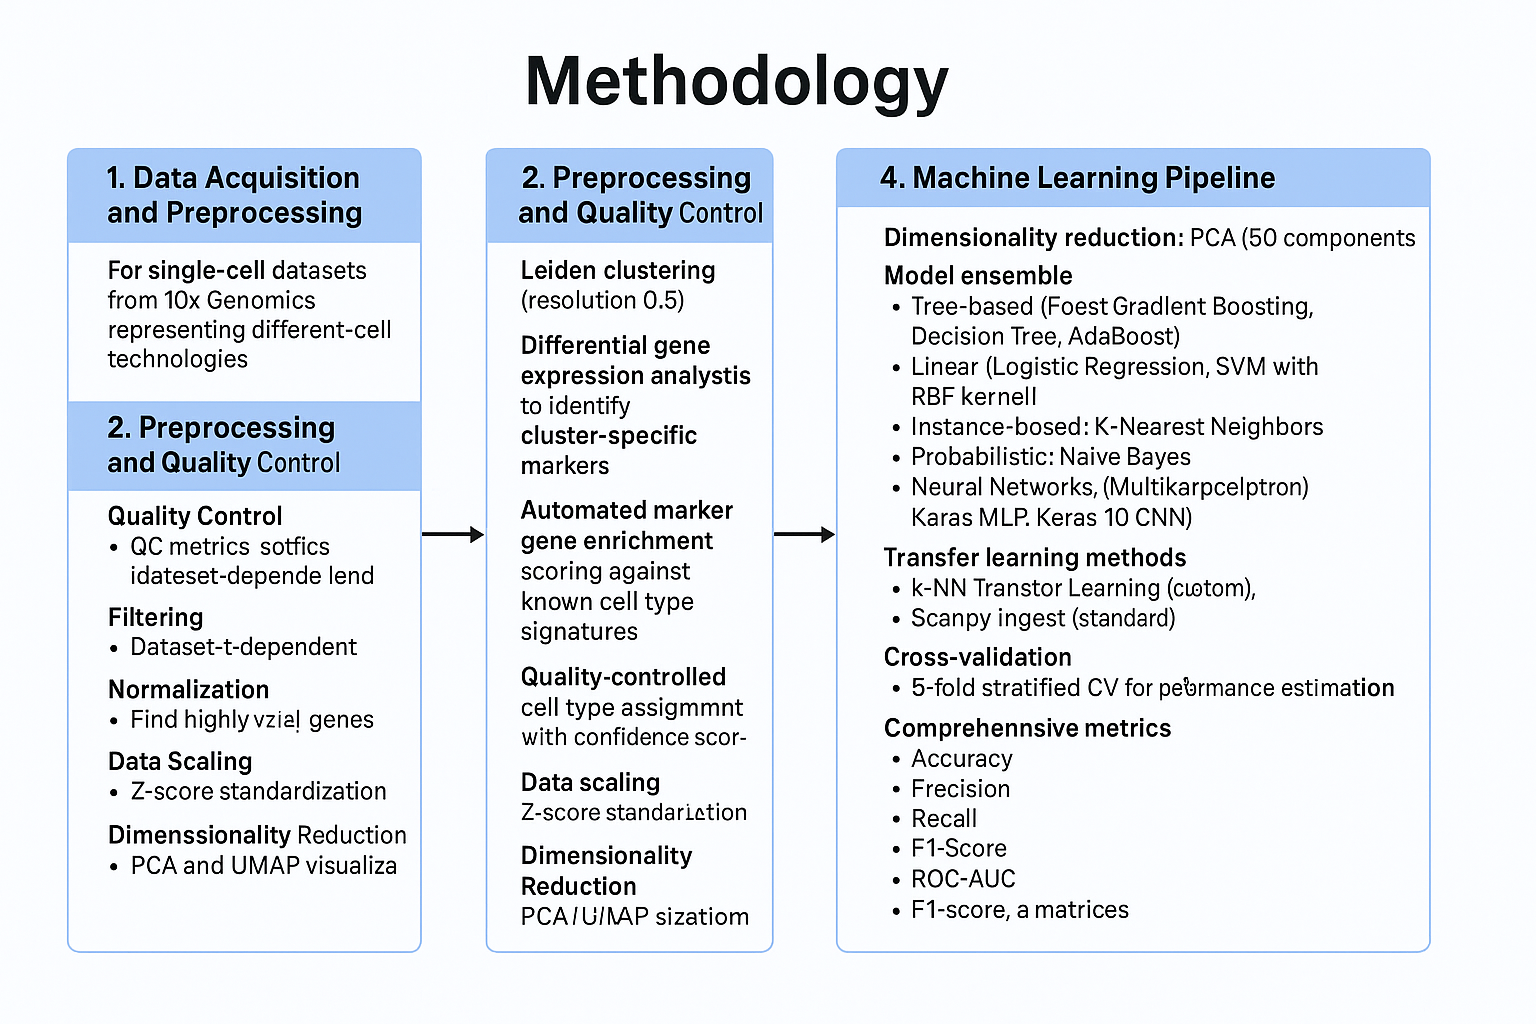 Methodology
1. Data Acquisition
and Preprocessing
For single-cell datasets
from 10x Genomics
representing different-cell
technologies
2. Preprocessing
and Quality Control
Quality Control
• QC metrics sotfics
idateset-depende lend
Filtering
• Dataset-t-dependent
Normalization
• Find highly genes
Data Scaling
• Z-score standardization
Dimenssionality Reduction
• PCA and UMAP visualiza
2. Preprocessing
and Quality Control
Leiden clustering
(resolution 0.5)
Differential gene
expression analystis
to identify
cluster-specific
markers
Automated marker
gene enrichment
scoring against
known cell type
signatures
Quality-controlled
cell type assigmmnt
with confidence scor-
Data scaling
Z-score
Dimensionality
Reduction
sizatiom
4. Machine Learning Pipeline
Dimensionality reduction: PCA (50 components
Model ensemble
• Tree-based (Foest Gradlent Boosting,
Decision Tree, AdaBoost)
• Linear (Logistic Regression, SVM with
RBF kernell
• Instance-bosed: K-Nearest Neighbors
• Probabilistic: Naive Bayes
• Neural Networks, (Multikarpcelptron)
Karas MLP. Keras 10 CNN)
Transfer learning methods
• k-NN Transtor Learning
• Scanpy ingest (standard)
Cross-validation
• 5-fold stratified CV for estimation
Comprehennsive metrics
• Accuracy
• Frecision
• Recall
• F1-Score
• ROC-AUC
• F1-score, a matrices